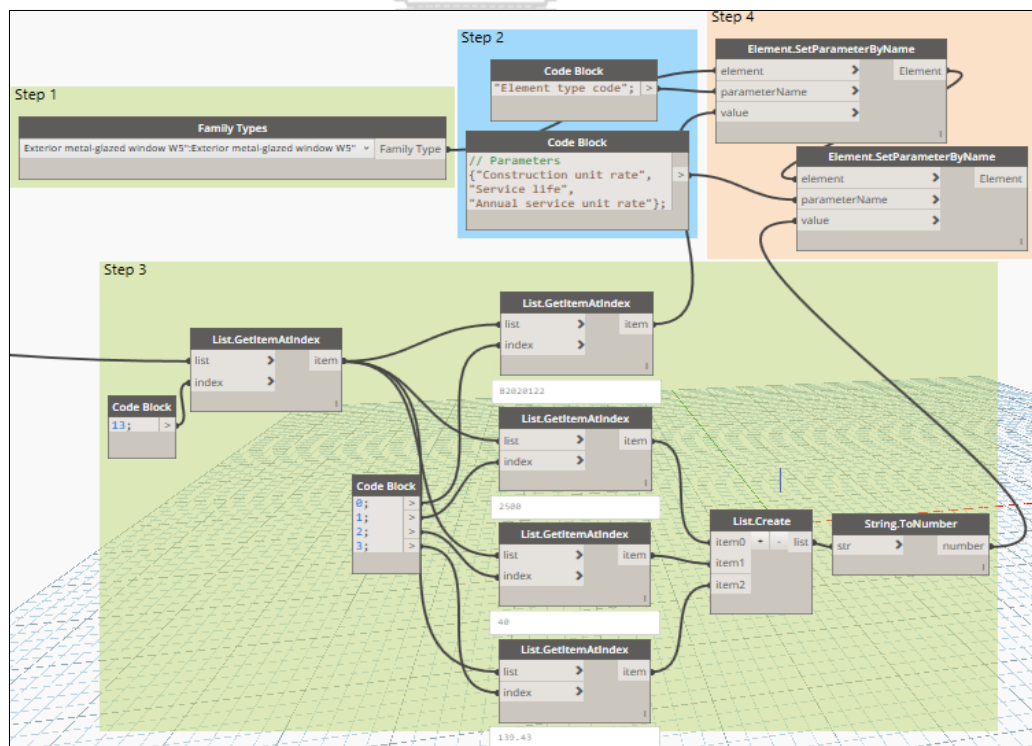 Step 1
Family Types
Exterior metal-glazed window W5":Exterior metal-glazed window W5"
Family Type
Step 2
Code Block
"Element type code";
>
Code Block
// Parameters
{"Construction unit rate",
"Service life",
"Annual service unit rate"};
>
Step 4
Element.SetParameterByName
element > Element
parameterName >
value >
Element.SetParameterByName
element > Element
parameterName >
value >
Step 3
List.GetItemAtIndex
list > item
index >
Code Block
13; >
Code Block
0; >
1; >
2; >
3; >
List.GetItemAtIndex
list > item
index >
B2020122
List.GetItemAtIndex
list > item
index >
2500
List.GetItemAtIndex
list > item
index >
40
List.GetItemAtIndex
list > item
index >
139.43
List.Create
item0 + - list
item1
item2
String.ToNumber
str > number